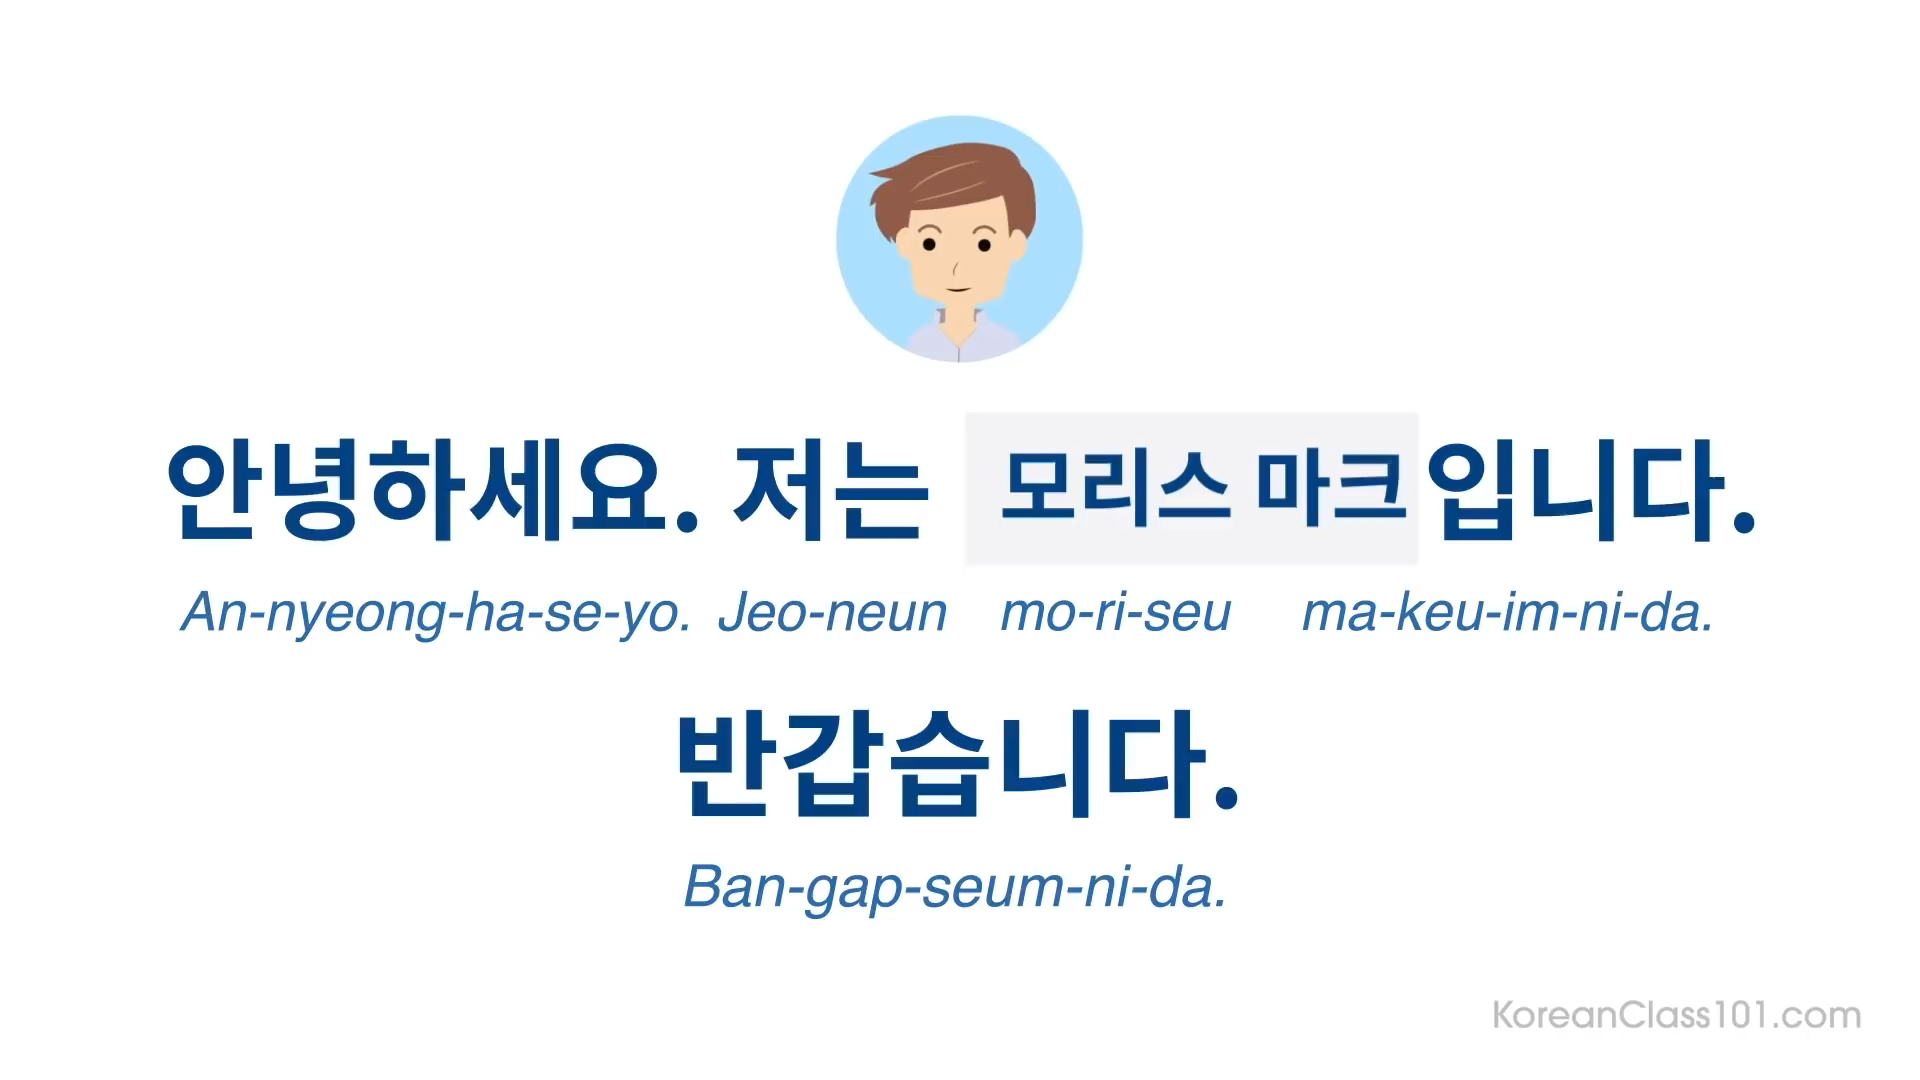 안녕하세요. 저는 모리스 마크입니다.
An-nyeong-ha-se-yo. Jeo-neun mo-ri-seu ma-keu-im-ni-da.
반갑습니다.
Ban-gap-seum-ni-da.
KoreanClass101.com